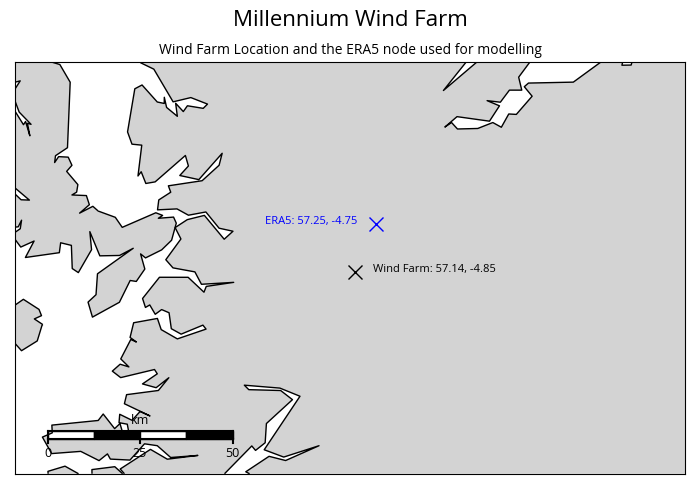 Millennium Wind Farm
Wind Farm Location and the ERA5 node used for modelling
ERA5: 57.25, -4.75
Wind Farm: 57.14, -4.85
km
0 25 50